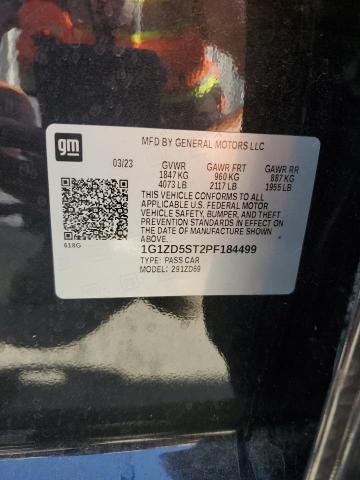 gm
MFD BY GENERAL MOTORS LLC
03/23 GVWR GAWR FRT GAWR RR
1847 KG 960 KG 887 KG
4073 LB 2117 LB 1955 LB
THIS VEHICLE CONFORMS TO ALL
APPLICABLE U.S. FEDERAL MOTOR
VEHICLE SAFETY, BUMPER, AND THEFT
PREVENTION STANDARDS IN EFFECT ON
THE DATE OF MANUFACTURE SHOWN
ABOVE.
618G
1G1ZD5ST2PF184499
TYPE: PASS CAR
MODEL: 291ZD69